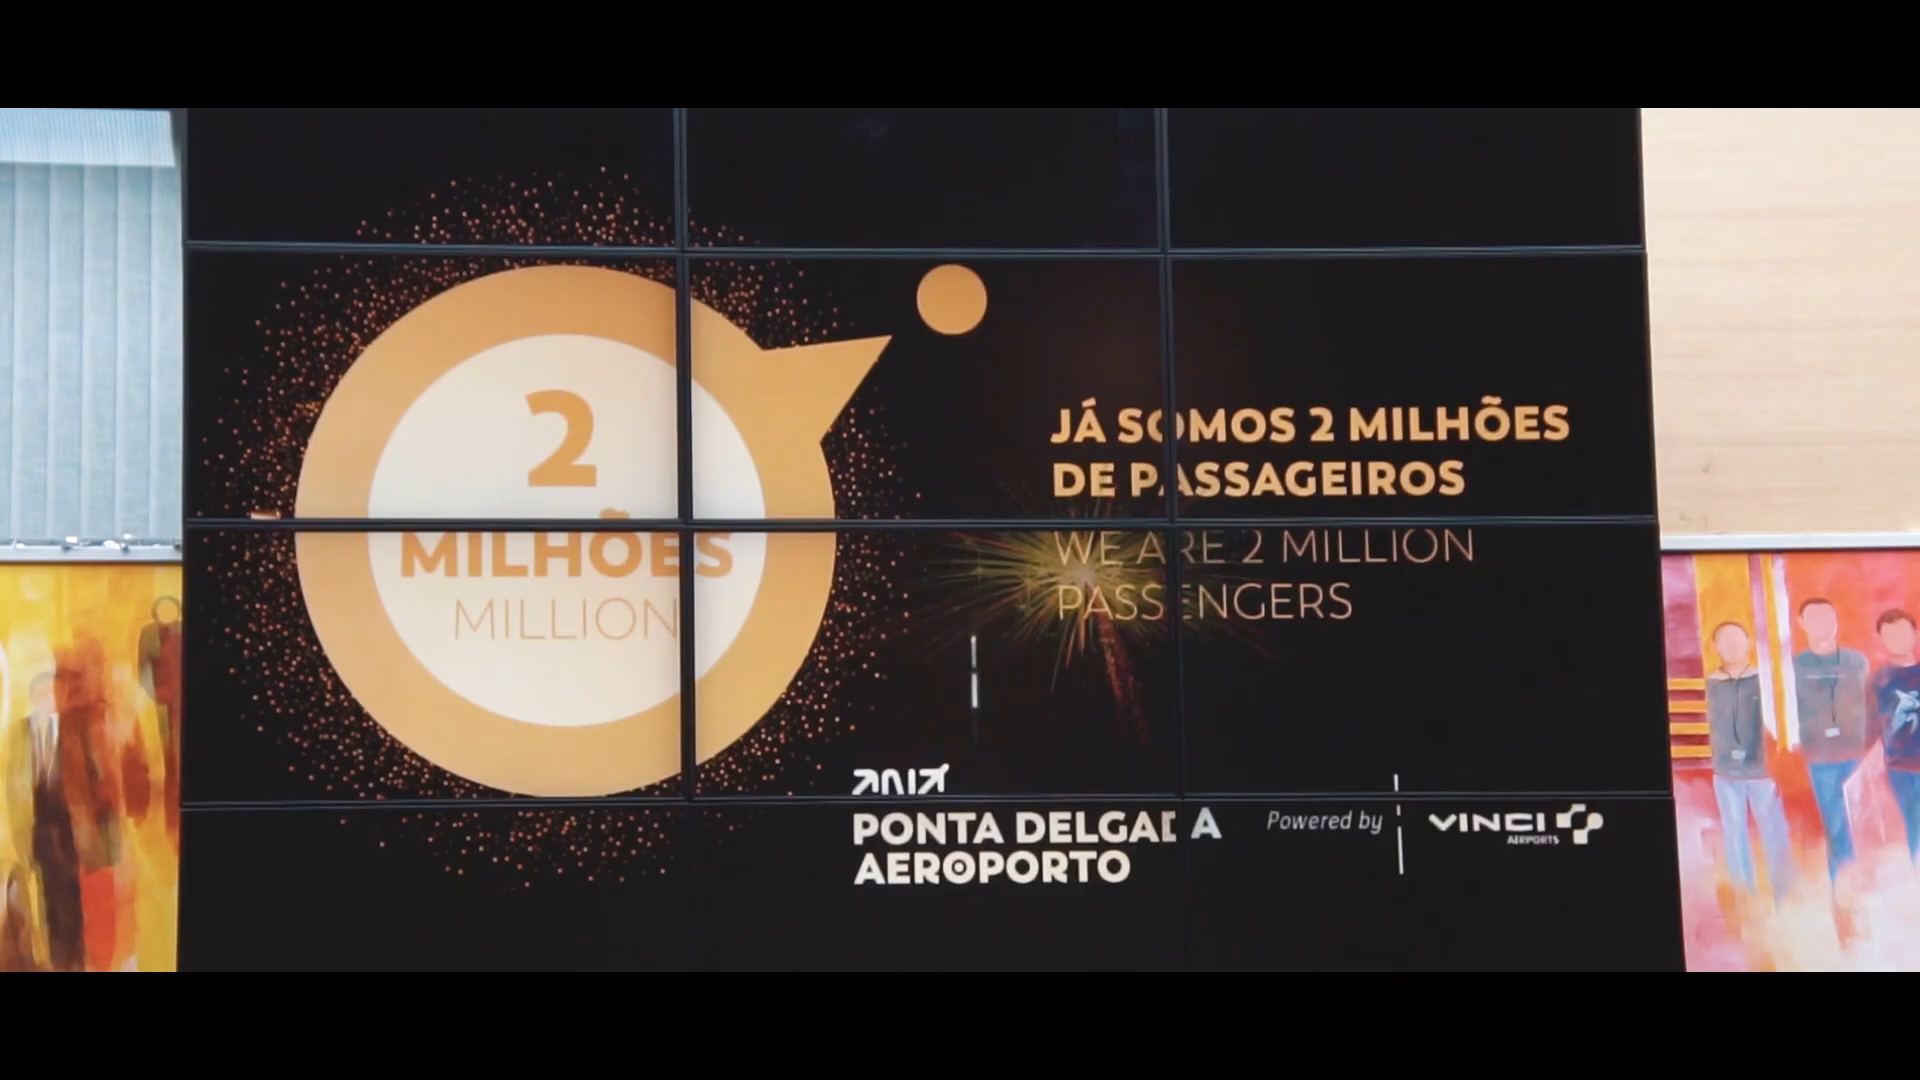 2
MILHÕES
MILLION
JÁ SOMOS 2 MILHÕES
DE PASSAGEIROS
WE ARE 2 MILLION
PASSENGERS
ANA
PONTA DELGADA
AEROPORTO
Powered by
VINCI
AIRPORTS